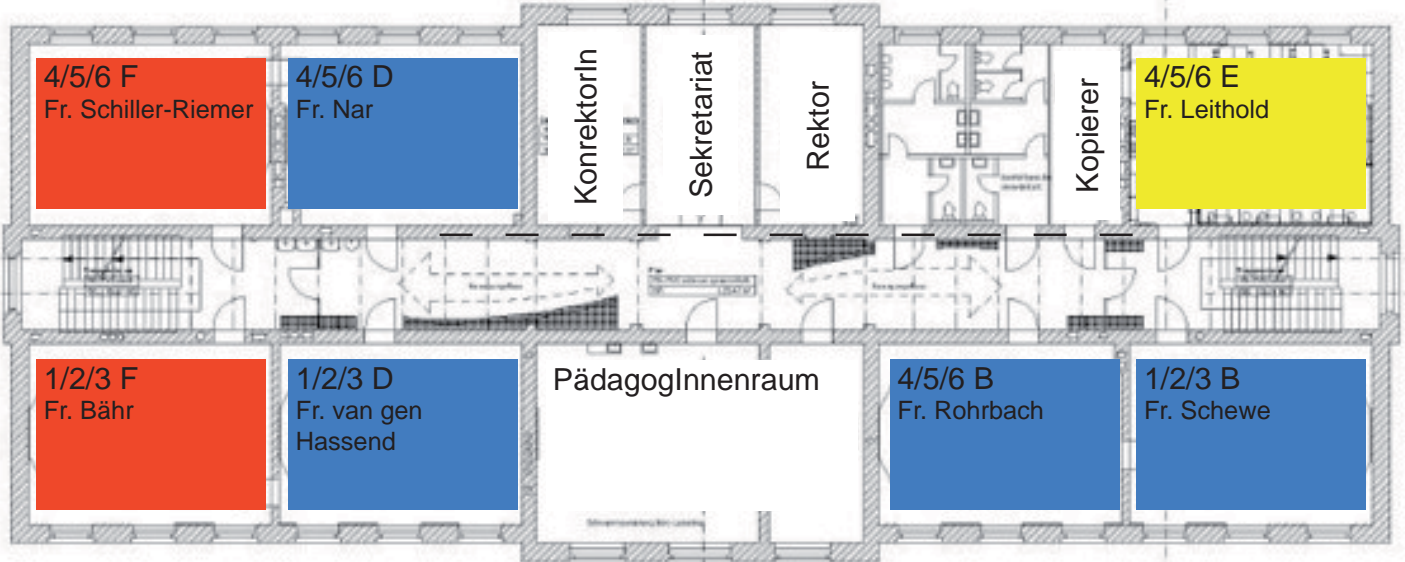 4/5/6 F
Fr. Schiller-Riemer
4/5/6 D
Fr. Nar
KonrektorIn
Sekretariat
Rektor
Kopierer
4/5/6 E
Fr. Leithold
1/2/3 F
Fr. Bähr
1/2/3 D
Fr. van gen
Hassend
PädagogInnenraum
4/5/6 B
Fr. Rohrbach
1/2/3 B
Fr. Schewe